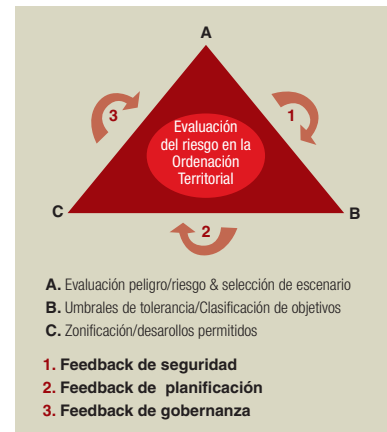 A
3
1
Evaluación
del riesgo en la
Ordenación
Territorial
C
B
2
A. Evaluación peligro/riesgo & selección de escenario
B. Umbrales de tolerancia/Clasificación de objetivos
C. Zonificación/desarollos permitidos
1. Feedback de seguridad
2. Feedback de planificación
3. Feedback de gobernanza